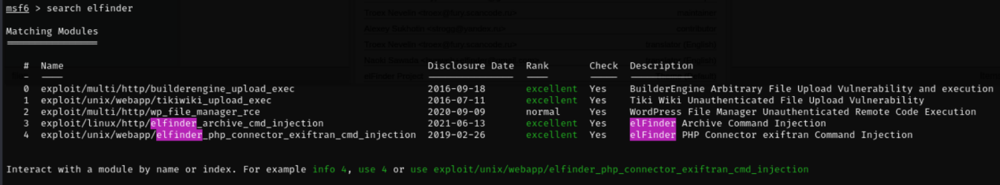 msf6 > search elfinder
Matching Modules
# Name Disclosure Date Rank Check Description
0 exploit/multi/http/builderengine_upload_exec 2016-09-18 excellent Yes BuilderEngine Arbitrary File Upload Vulnerability and execution
1 exploit/unix/webapp/tikiwiki_upload_exec 2016-07-11 excellent Yes Tiki Wiki Unauthenticated File Upload Vulnerability
2 exploit/multi/http/wp_file_manager_rce 2020-09-09 normal Yes WordPress File Manager Unauthenticated Remote Code Execution
3 exploit/linux/http/elfinder_archive_cmd_injection 2021-06-13 excellent Yes elFinder Archive Command Injection
4 exploit/unix/webapp/elfinder_php_connector_exiftran_cmd_injection 2019-02-26 excellent Yes elFinder PHP Connector exiftran Command Injection
Interact with a module by name or index. For example info 4, use 4 or use exploit/unix/webapp/elfinder_php_connector_exiftran_cmd_injection